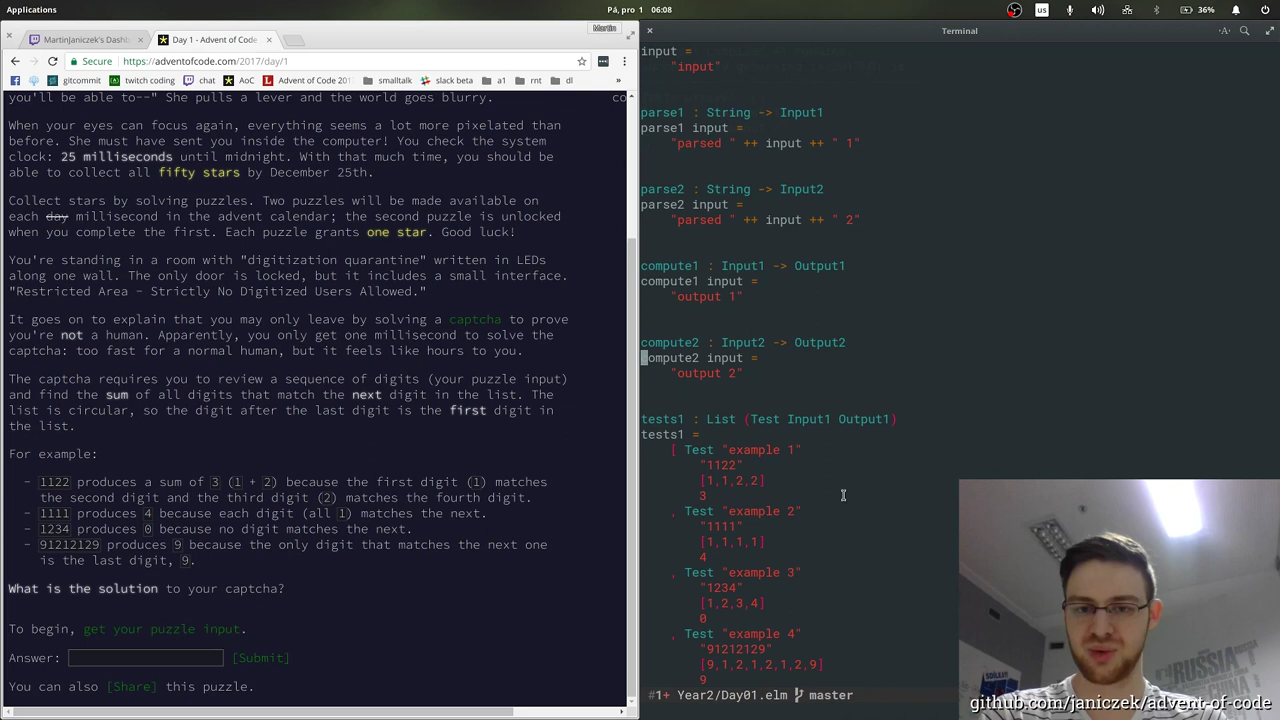 Applications
Pá, pro 1 06:08
us
36%
Martin
MartinJaniczek's Dashb
Day 1 - Advent of Code
Terminal
Secure
https://adventofcode.com/2017/day/1
gitcommit
twitch coding
chat
AoC
Advent of Code 201
smalltalk
slack beta
a1
rnt
dl
»
you'll be able to--" She pulls a lever and the world goes blurry.
co
When your eyes can focus again, everything seems a lot more pixelated than
before. She must have sent you inside the computer! You check the system
clock: 25 milliseconds until midnight. With that much time, you should be
able to collect all fifty stars by December 25th.
Collect stars by solving puzzles. Two puzzles will be made available on
each day millisecond in the advent calendar; the second puzzle is unlocked
when you complete the first. Each puzzle grants one star. Good luck!
You're standing in a room with "digitization quarantine" written in LEDs
along one wall. The only door is locked, but it includes a small interface.
"Restricted Area - Strictly No Digitized Users Allowed."
It goes on to explain that you may only leave by solving a captcha to prove
you're not a human. Apparently, you only get one millisecond to solve the
captcha: too fast for a normal human, but it feels like hours to you.
The captcha requires you to review a sequence of digits (your puzzle input)
and find the sum of all digits that match the next digit in the list. The
list is circular, so the digit after the last digit is the first digit in
the list.
For example:
- 1122 produces a sum of 3 (1 + 2) because the first digit (1) matches
the second digit and the third digit (2) matches the fourth digit.
- 1111 produces 4 because each digit (all 1) matches the next.
- 1234 produces 0 because no digit matches the next.
- 91212129 produces 9 because the only digit that matches the next one
is the last digit, 9.
What is the solution to your captcha?
To begin, get your puzzle input.
Answer:
[Submit]
You can also [Share] this puzzle.
input =
"input"
parse1 : String -> Input1
parse1 input =
"parsed " ++ input ++ " 1"
parse2 : String -> Input2
parse2 input =
"parsed " ++ input ++ " 2"
compute1 : Input1 -> Output1
compute1 input =
"output 1"
compute2 : Input2 -> Output2
compute2 input =
"output 2"
tests1 : List (Test Input1 Output1)
tests1 =
[ Test "example 1"
"1122"
[1,1,2,2]
3
, Test "example 2"
"1111"
[1,1,1,1]
4
, Test "example 3"
"1234"
[1,2,3,4]
0
, Test "example 4"
"91212129"
[9,1,2,1,2,1,2,9]
9
#1+ Year2/Day01.elm master
github.com/janiczek/advent-of-code